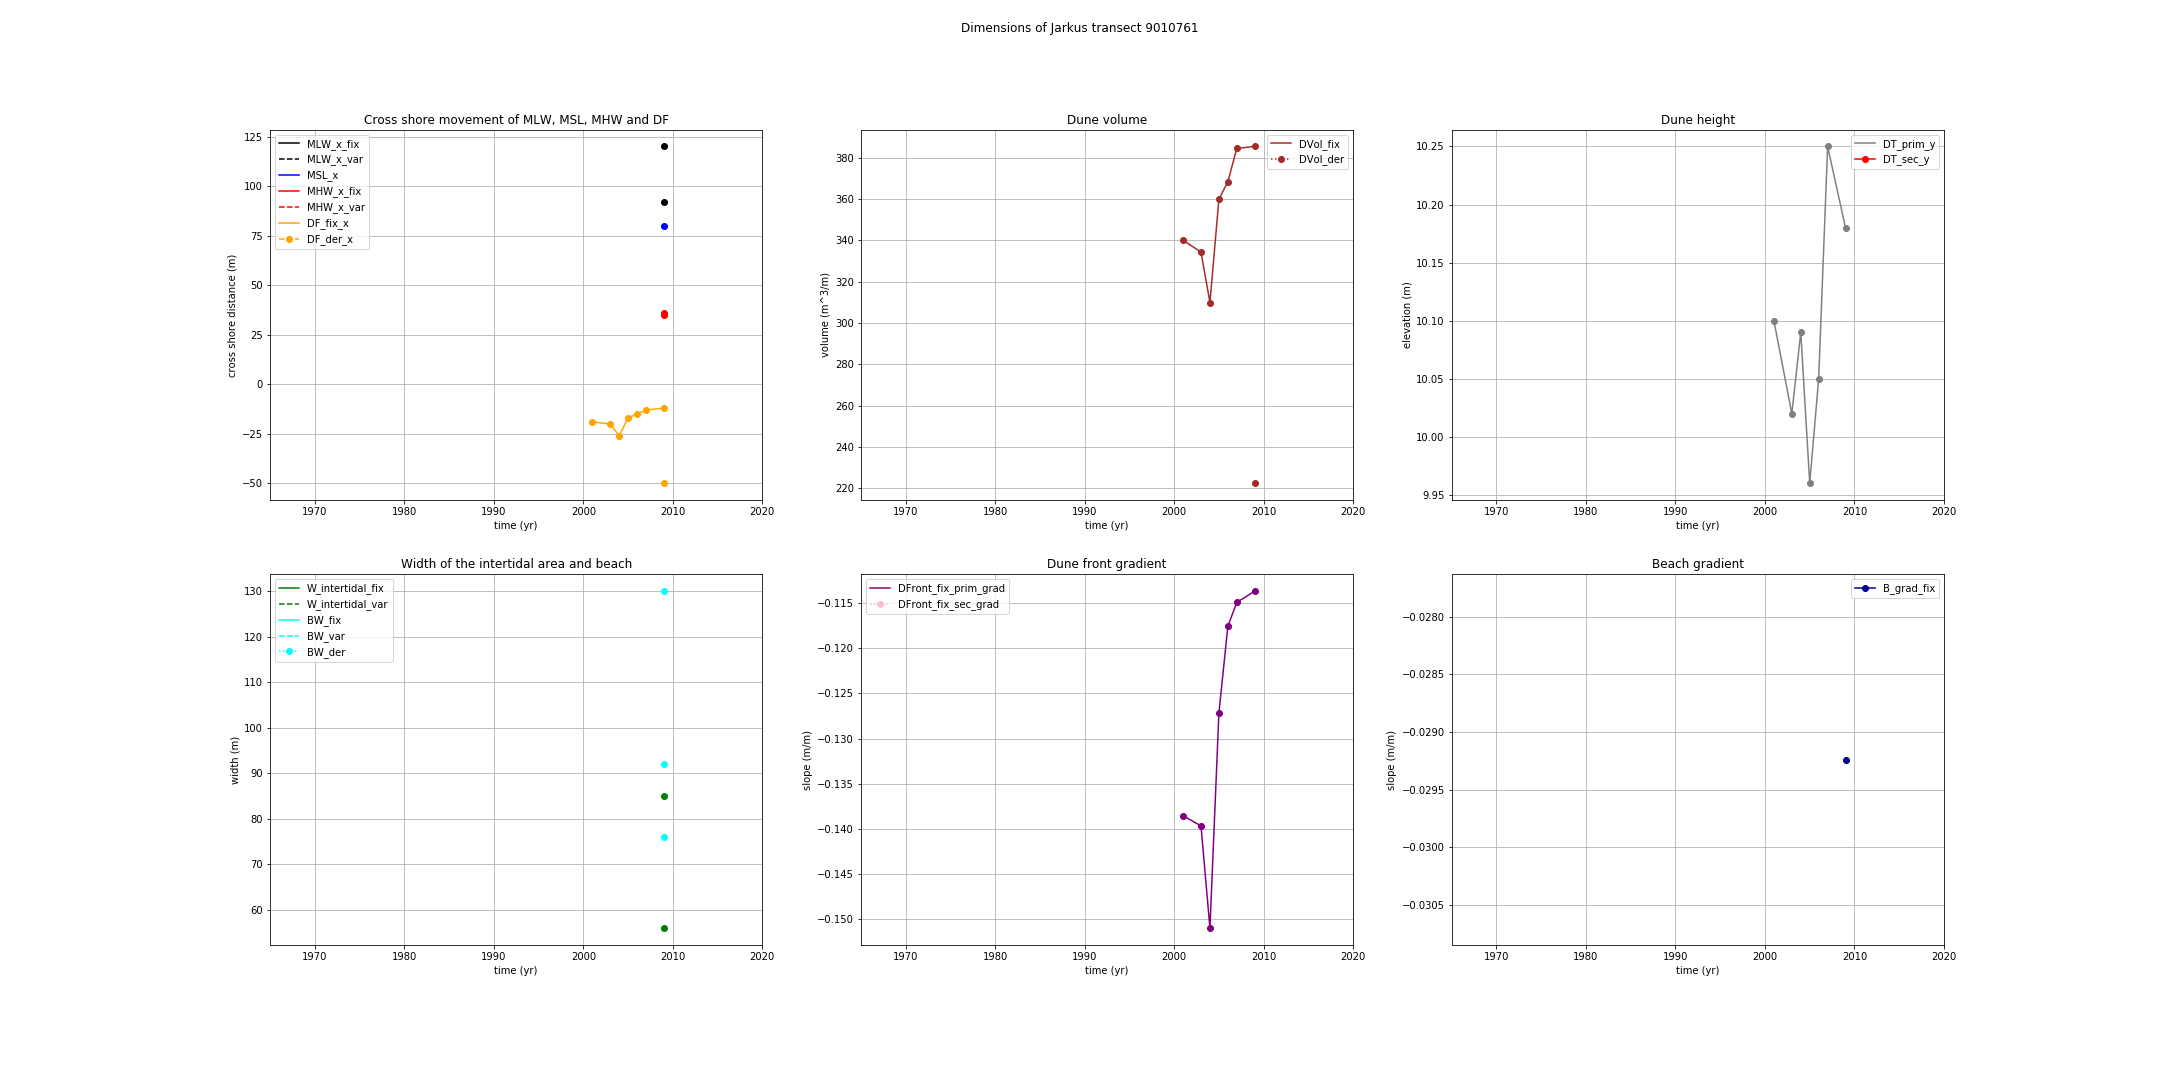 Dimensions of Jarkus transect 9010761
Cross shore movement of MLW, MSL, MHW and DF
125
100
75
50
25
0
−25
−50
cross shore distance (m)
MLW_x_fix
MLW_x_var
MSL_x
MHW_x_fix
MHW_x_var
DF_fix_x
DF_der_x
1970 1980 1990 2000 2010 2020
time (yr)
Dune volume
380
360
340
320
300
280
260
240
220
volume (m^3/m)
DVol_fix
DVol_der
1970 1980 1990 2000 2010 2020
time (yr)
Dune height
10.25
10.20
10.15
10.10
10.05
10.00
9.95
elevation (m)
DT_prim_y
DT_sec_y
1970 1980 1990 2000 2010 2020
time (yr)
Width of the intertidal area and beach
130
120
110
100
90
80
70
60
width (m)
W_intertidal_fix
W_intertidal_var
BW_fix
BW_var
BW_der
1970 1980 1990 2000 2010 2020
time (yr)
Dune front gradient
−0.115
−0.120
−0.125
−0.130
−0.135
−0.140
−0.145
−0.150
slope (m/m)
DFront_fix_prim_grad
DFront_fix_sec_grad
1970 1980 1990 2000 2010 2020
time (yr)
Beach gradient
−0.0280
−0.0285
−0.0290
−0.0295
−0.0300
−0.0305
slope (m/m)
B_grad_fix
1970 1980 1990 2000 2010 2020
time (yr)